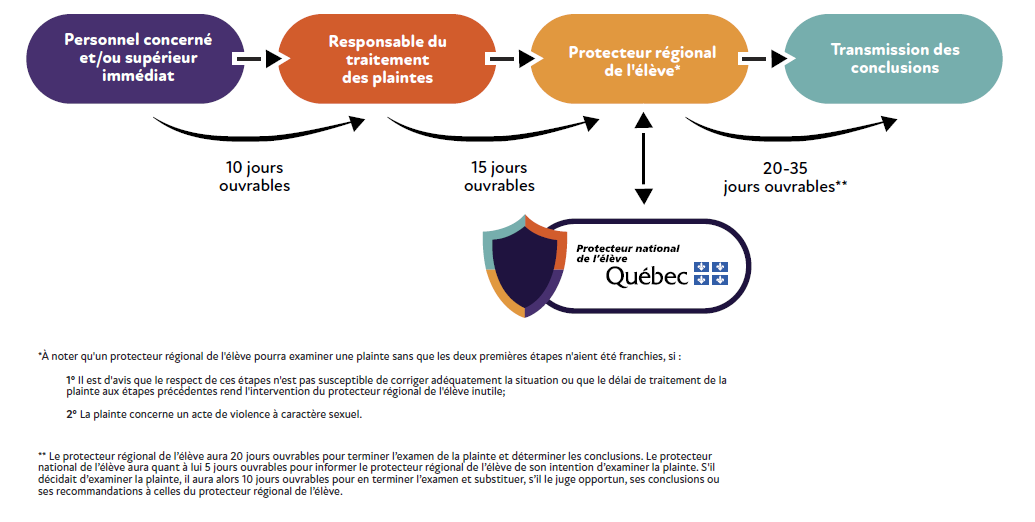 Personnel concerné
et/ou supérieur
immédiat
Responsable du
traitement
des plaintes
Protecteur régional
de l'élève*
Transmission des
conclusions
10 jours
ouvrables
15 jours
ouvrables
20-35
jours ouvrables**
Protecteur national
de l'élève
Québec
*À noter qu'un protecteur régional de l'élève pourra examiner une plainte sans que les deux premières étapes n'aient été franchies, si :
1° Il est d'avis que le respect de ces étapes n'est pas susceptible de corriger adéquatement la situation ou que le délai de traitement de la
plainte aux étapes précédentes rend l'intervention du protecteur régional de l'élève inutile;
2° La plainte concerne un acte de violence à caractère sexuel.
** Le protecteur régional de l'élève aura 20 jours ouvrables pour terminer l'examen de la plainte et déterminer les conclusions. Le protecteur
national de l'élève aura quant à lui 5 jours ouvrables pour informer le protecteur régional de l'élève de son intention d'examiner la plainte. S'il
décidait d'examiner la plainte, il aura alors 10 jours ouvrables pour en terminer l'examen et substituer, s'il le juge opportun, ses conclusions ou
ses recommandations à celles du protecteur régional de l'élève.